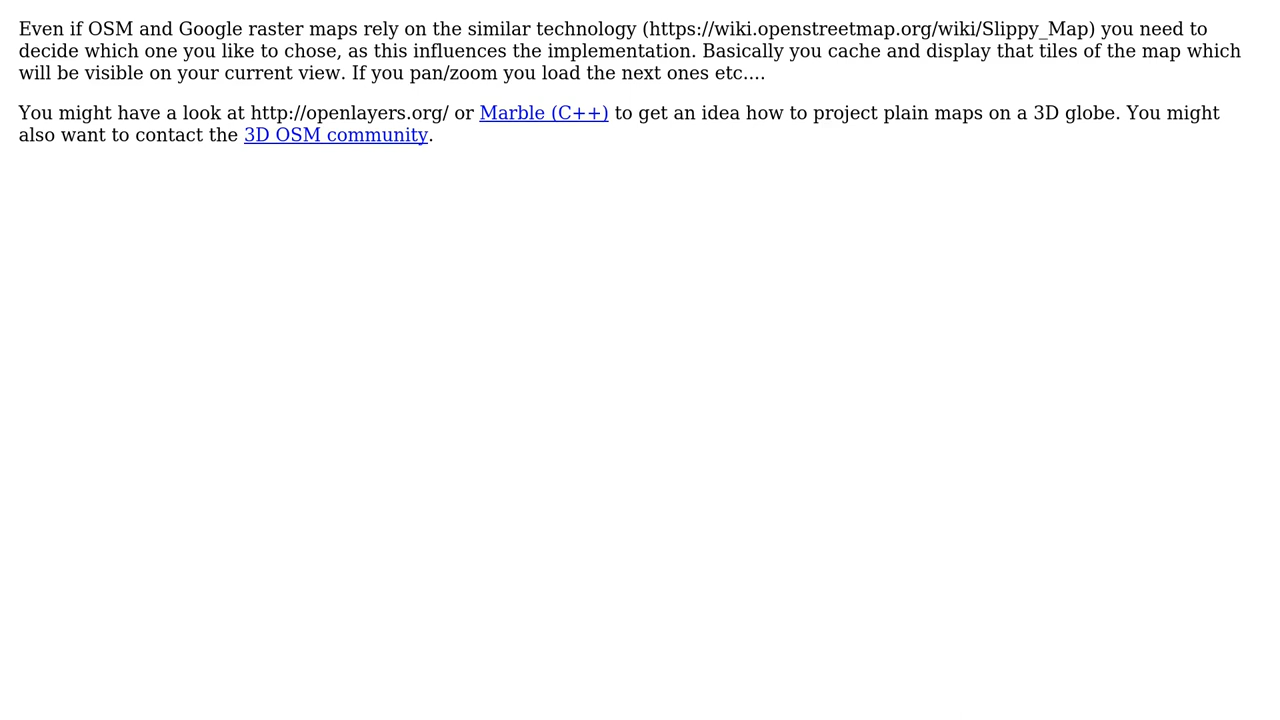 Even if OSM and Google raster maps rely on the similar technology (https://wiki.openstreetmap.org/wiki/Slippy_Map) you need to
decide which one you like to chose, as this influences the implementation. Basically you cache and display that tiles of the map which
will be visible on your current view. If you pan/zoom you load the next ones etc....
You might have a look at http://openlayers.org/ or Marble (C++) to get an idea how to project plain maps on a 3D globe. You might
also want to contact the 3D OSM community.